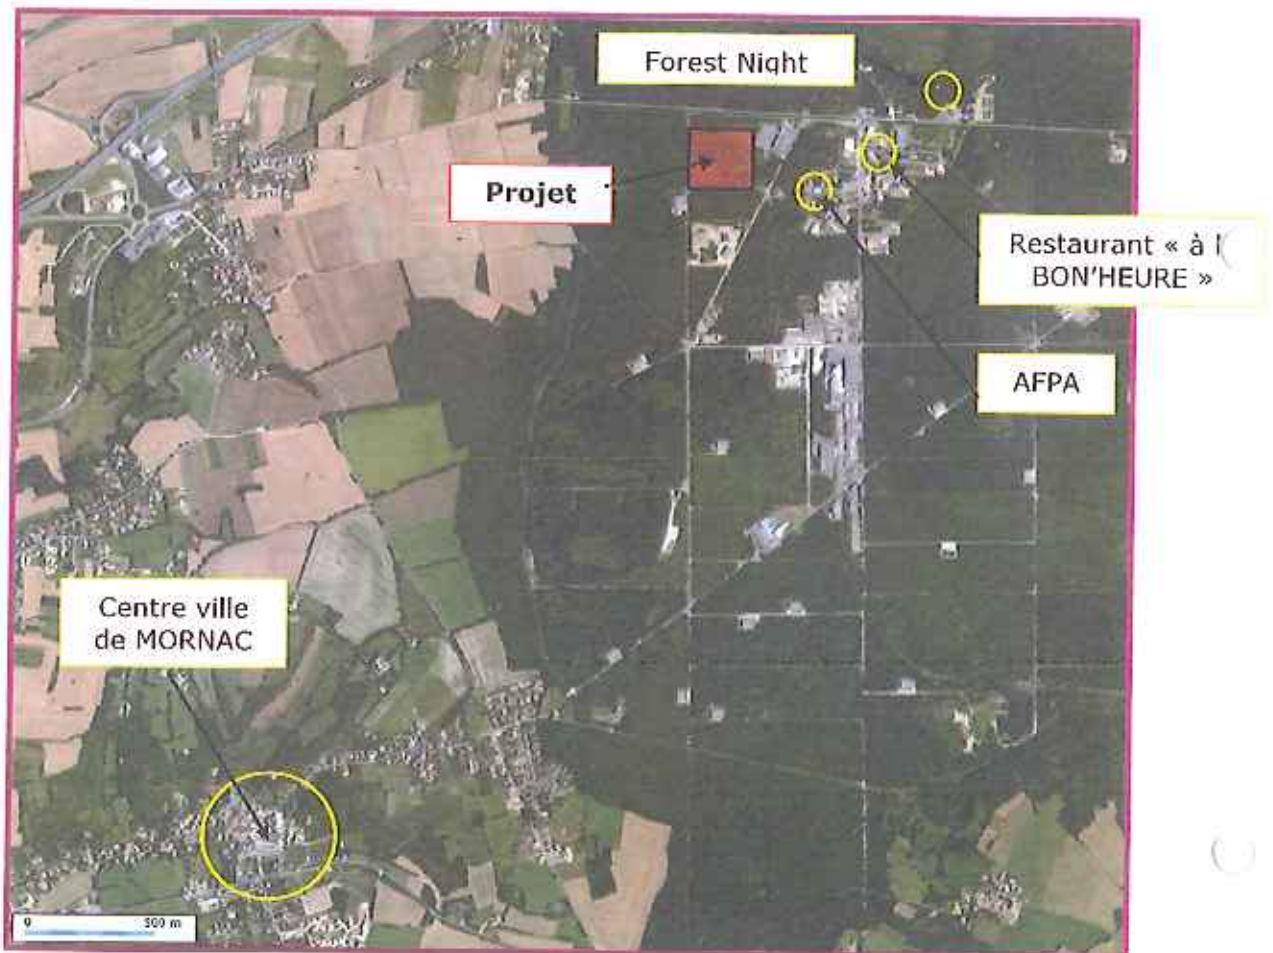 Forest Night
Projet
Restaurant « à l
BON'HEURE »
AFPA
Centre ville
de MORNAC
0 500 m